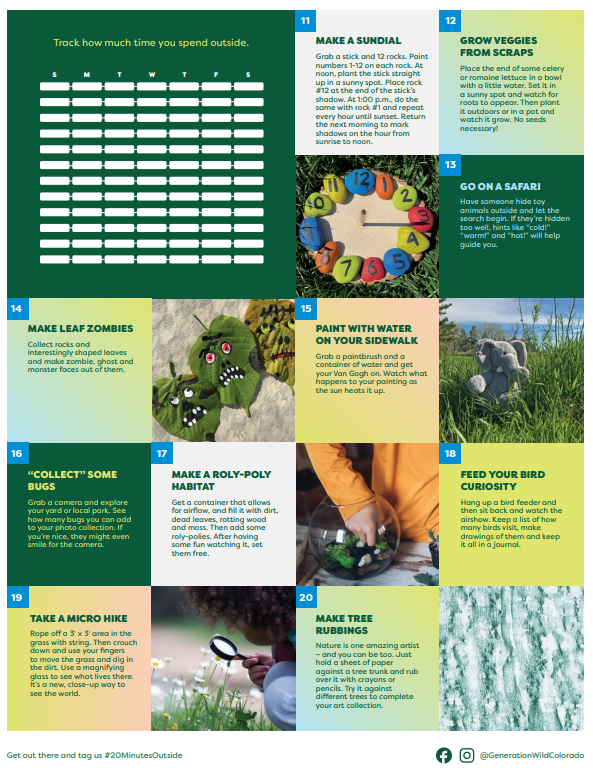 Track how much time you spend outside.
S M T W T F S
11
MAKE A SUNDIAL
Grab a stick and 12 rocks. Paint
numbers 1-12 on each rock. At
noon, plant the stick straight
up in a sunny spot. Place rock
#12 at the end of the stick's
shadow. At 1:00 p.m., do the
same with rock #1 and repeat
every hour until sunset. Return
the next morning to mark
shadows on the hour from
sunrise to noon.
12
GROW VEGGIES
FROM SCRAPS
Place the end of some celery
or romaine lettuce in a bowl
with a little water. Set it in
a sunny spot and watch for
roots to appear. Then plant
it outdoors or in a pot and
watch it grow. No seeds
necessary!
12
1
2
3
4
5
6
7
8
10
11
13
GO ON A SAFARI
Have someone hide toy
animals outside and let the
search begin. If they're hidden
too well, hints like "cold!"
"warm!" and "hot!" will help
guide you.
14
MAKE LEAF ZOMBIES
Collect rocks and
interestingly shaped leaves
and make zombie, ghost and
monster faces out of them.
15
PAINT WITH WATER
ON YOUR SIDEWALK
Grab a paintbrush and a
container of water and get
your Van Gogh on. Watch what
happens to your painting as
the sun heats it up.
16
"COLLECT" SOME
BUGS
Grab a camera and explore
your yard or local park. See
how many bugs you can add
to your photo collection. If
you're nice, they might even
smile for the camera.
17
MAKE A ROLY-POLY
HABITAT
Get a container that allows
for airflow, and fill it with dirt,
dead leaves, rotting wood
and moss. Then add some
roly-polies. After having
some fun watching it, set
them free.
18
FEED YOUR BIRD
CURIOSITY
Hang up a bird feeder and
then sit back and watch the
airshow. Keep a list of how
many birds visit, make
drawings of them and keep
it all in a journal.
19
TAKE A MICRO HIKE
Rope off a 3' x 3' area in the
grass with string. Then crouch
down and use your fingers
to move the grass and dig in
the dirt. Use a magnifying
glass to see what lives there.
It's a new, close-up way to
see the world.
20
MAKE TREE
RUBBINGS
Nature is one amazing artist
– and you can be too. Just
hold a sheet of paper
against a tree trunk and rub
over it with crayons or
pencils. Try it against
different trees to complete
your art collection.
Get out there and tag us #20MinutesOutside
@GenerationWildColorado